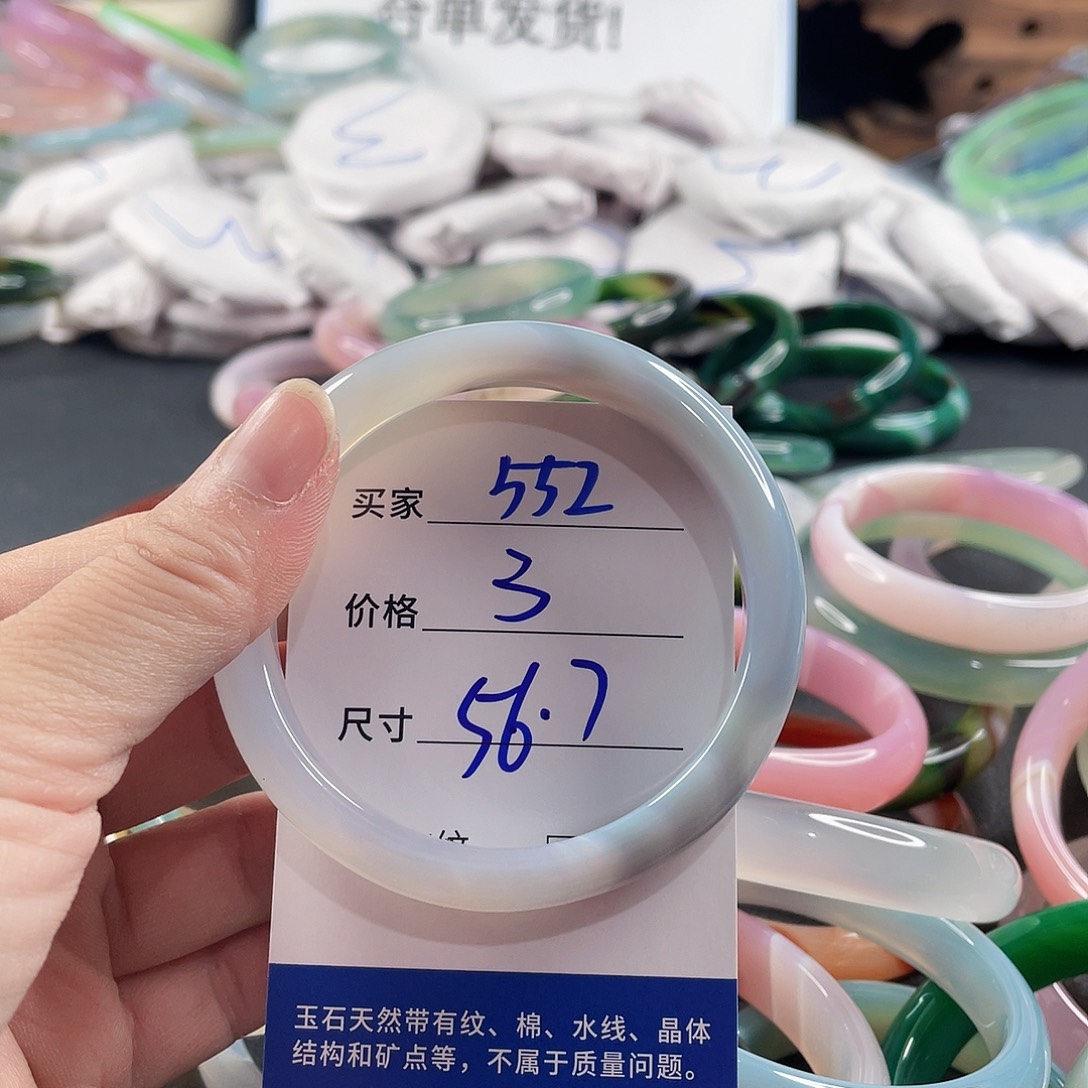 合单发货!
买家 552
价格 3
尺寸 56.7
纹
玉石天然带有纹、棉、水线、晶体
结构和矿点等，不属于质量问题。